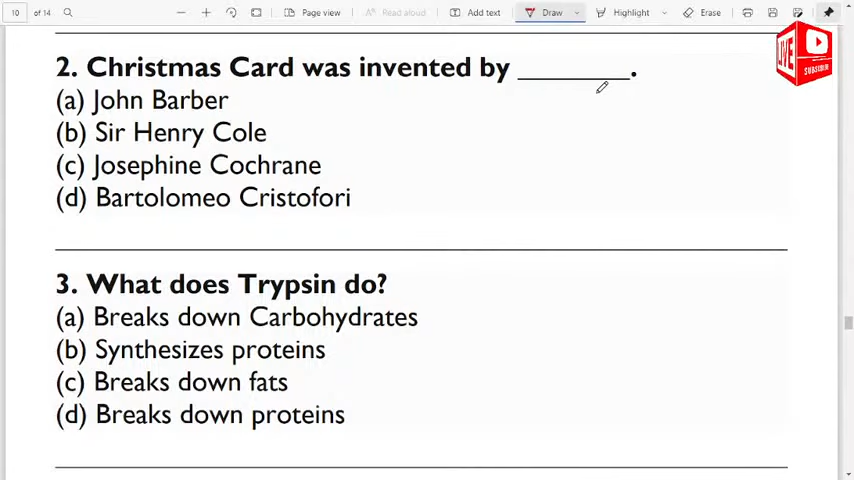 10 of 14 Page view Read aloud Add text Draw Highlight Erase
LIVE
SUBSCRIBE
2. Christmas Card was invented by ________.
(a) John Barber
(b) Sir Henry Cole
(c) Josephine Cochrane
(d) Bartolomeo Cristofori
3. What does Trypsin do?
(a) Breaks down Carbohydrates
(b) Synthesizes proteins
(c) Breaks down fats
(d) Breaks down proteins